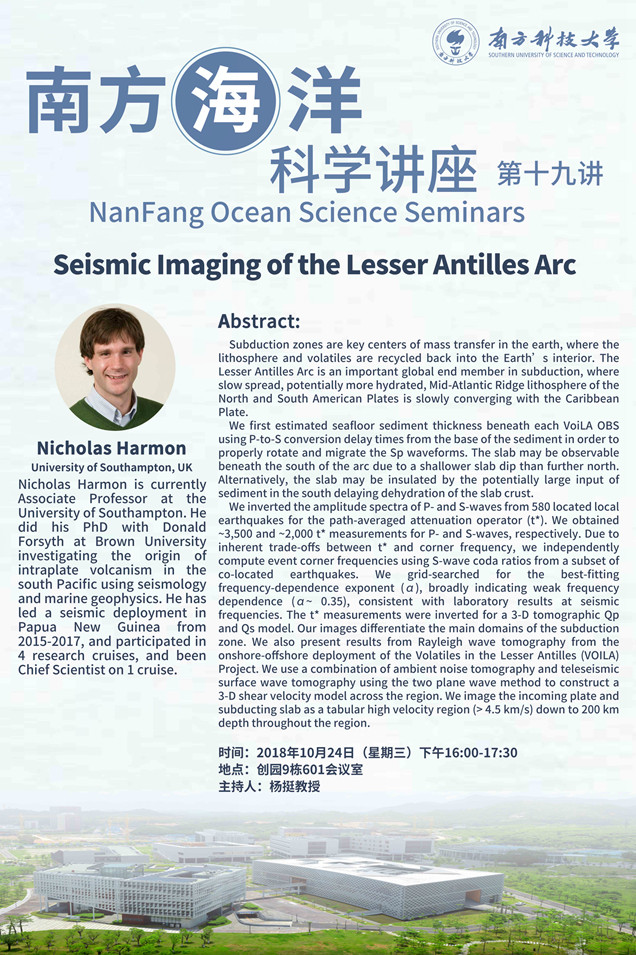 南方科技大学
SOUTHERN UNIVERSITY OF SCIENCE AND TECHNOLOGY
南方海洋
科学讲座 第十九讲
NanFang Ocean Science Seminars
Seismic Imaging of the Lesser Antilles Arc
Nicholas Harmon
University of Southampton, UK
Nicholas Harmon is currently
Associate Professor at the
University of Southampton. He
did his PhD with Donald
Forsyth at Brown University
investigating the origin of
intraplate volcanism in the
south Pacific using seismology
and marine geophysics. He has
led a seismic deployment in
Papua New Guinea from
2015-2017, and participated in
4 research cruises, and been
Chief Scientist on 1 cruise.
Abstract:
Subduction zones are key centers of mass transfer in the earth, where the
lithosphere and volatiles are recycled back into the Earth’s interior. The
Lesser Antilles Arc is an important global end member in subduction, where
slow spread, potentially more hydrated, Mid-Atlantic Ridge lithosphere of the
North and South American Plates is slowly converging with the Caribbean
Plate.
We first estimated seafloor sediment thickness beneath each VoiLA OBS
using P-to-S conversion delay times from the base of the sediment in order to
properly rotate and migrate the Sp waveforms. The slab may be observable
beneath the south of the arc due to a shallower slab dip than further north.
Alternatively, the slab may be insulated by the potentially large input of
sediment in the south delaying dehydration of the slab crust.
We inverted the amplitude spectra of P- and S-waves from 580 located local
earthquakes for the path-averaged attenuation operator (t*). We obtained
~3,500 and ~2,000 t* measurements for P- and S-waves, respectively. Due to
inherent trade-offs between t* and corner frequency, we independently
compute event corner frequencies using S-wave coda ratios from a subset of
co-located earthquakes. We grid-searched for the best-fitting
frequency-dependence exponent (α), broadly indicating weak frequency
dependence (α~ 0.35), consistent with laboratory results at seismic
frequencies. The t* measurements were inverted for a 3-D tomographic Qp
and Qs model. Our images differentiate the main domains of the subduction
zone. We also present results from Rayleigh wave tomography from the
onshore-offshore deployment of the Volatiles in the Lesser Antilles (VOILA)
Project. We use a combination of ambient noise tomography and teleseismic
surface wave tomography using the two plane wave method to construct a
3-D shear velocity model across the region. We image the incoming plate and
subducting slab as a tabular high velocity region (> 4.5 km/s) down to 200 km
depth throughout the region.
时间：2018年10月24日（星期三）下午16:00-17:30
地点：创园9栋601会议室
主持人：杨挺教授